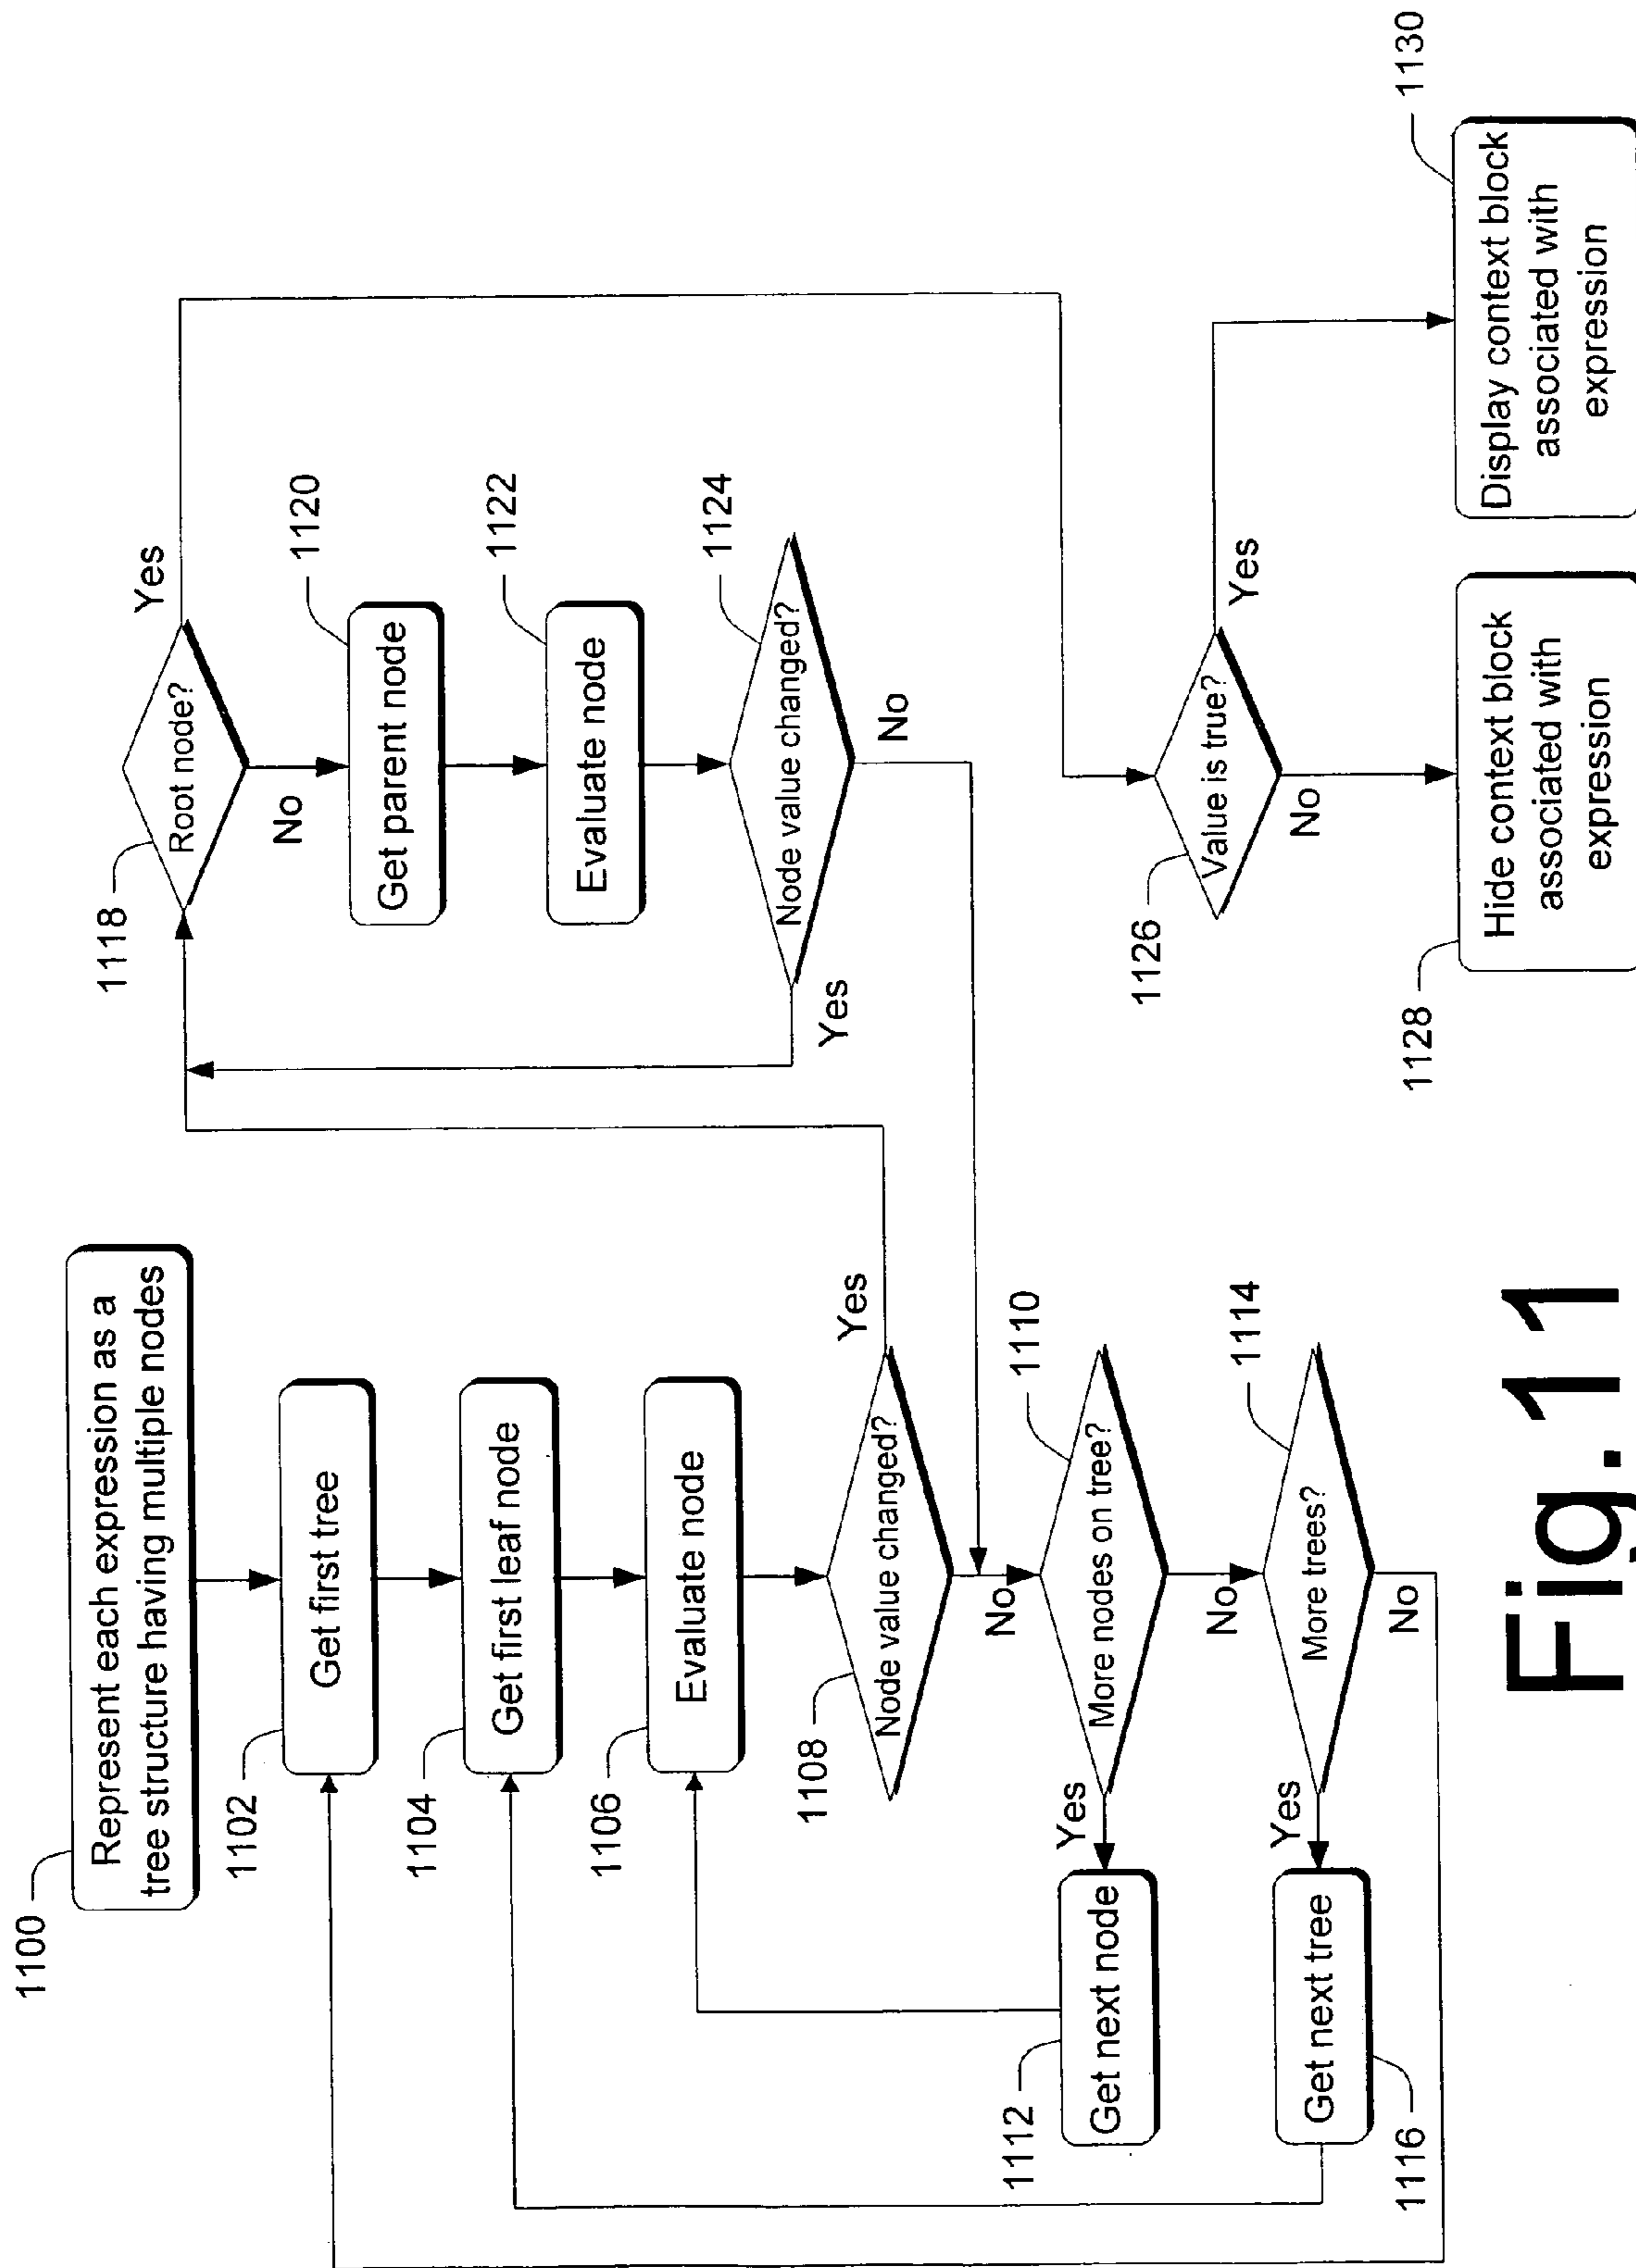 1100
Represent each expression as a
tree structure having multiple nodes
1102
Get first tree
1104
Get first leaf node
1106
Evaluate node
1108
Node value changed?
Yes
No
1110
More nodes on tree?
Yes
1112
Get next node
No
1114
More trees?
Yes
1116
Get next tree
No
1118
Root node?
Yes
No
1120
Get parent node
1122
Evaluate node
1124
Node value changed?
Yes
No
1126
Value is true?
Yes
No
1128
Hide context block
associated with
expression
1130
Display context block
associated with
expression
Fig. 11